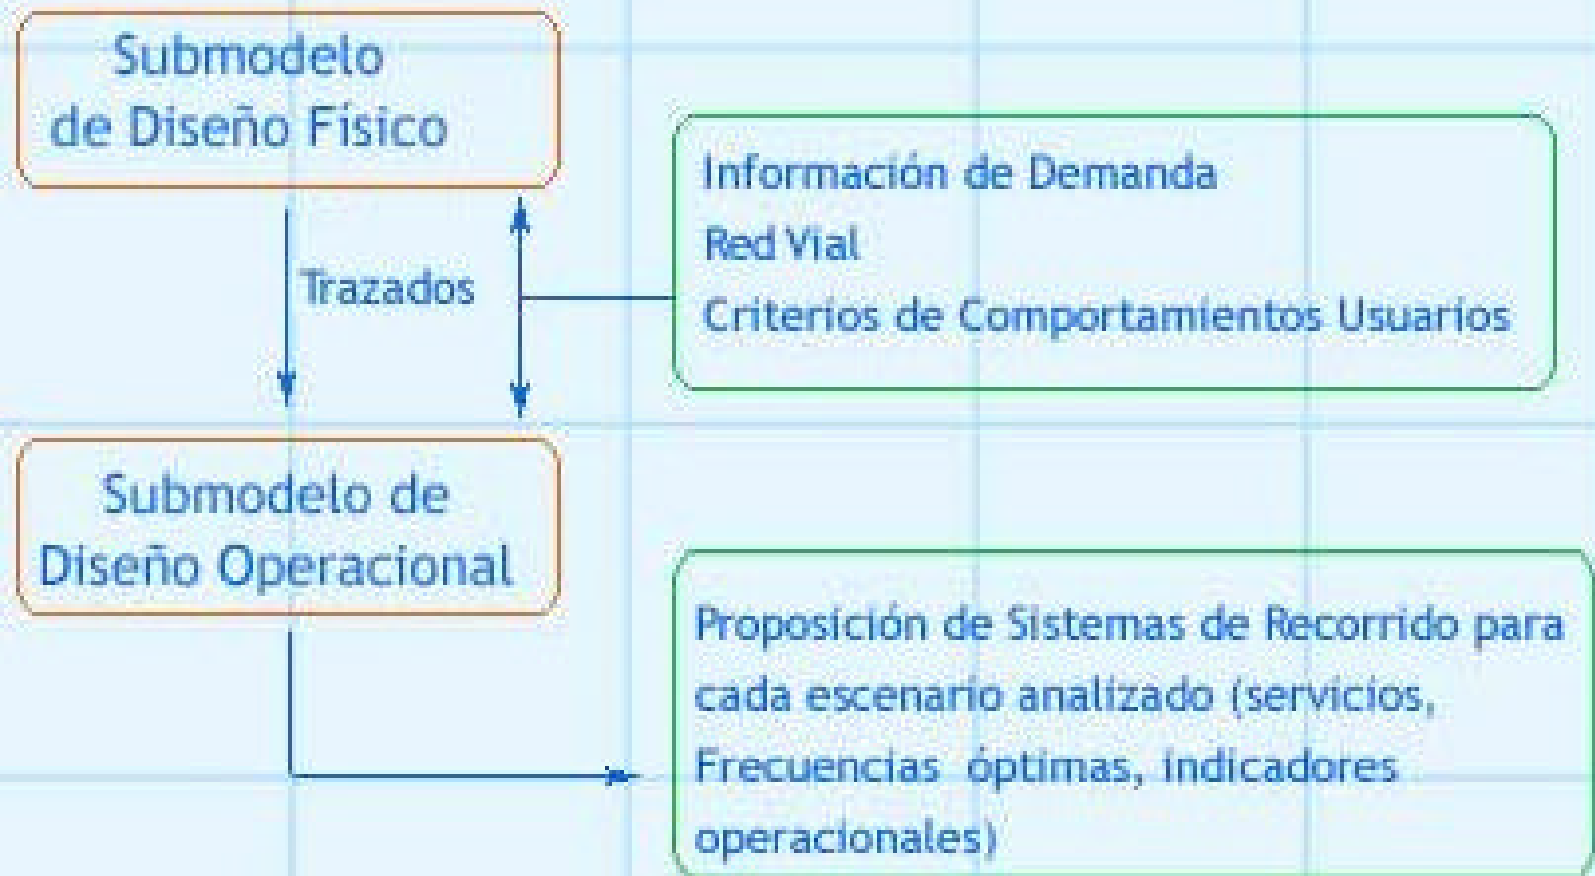 Submodelo
de Diseño Físico
Información de Demanda
Red Vial
Trazados
Criterios de Comportamientos Usuarios
Submodelo de
Diseño Operacional
Proposición de Sistemas de Recorrido para
cada escenario analizado (servicios,
Frecuencias óptimas, indicadores
operacionales)